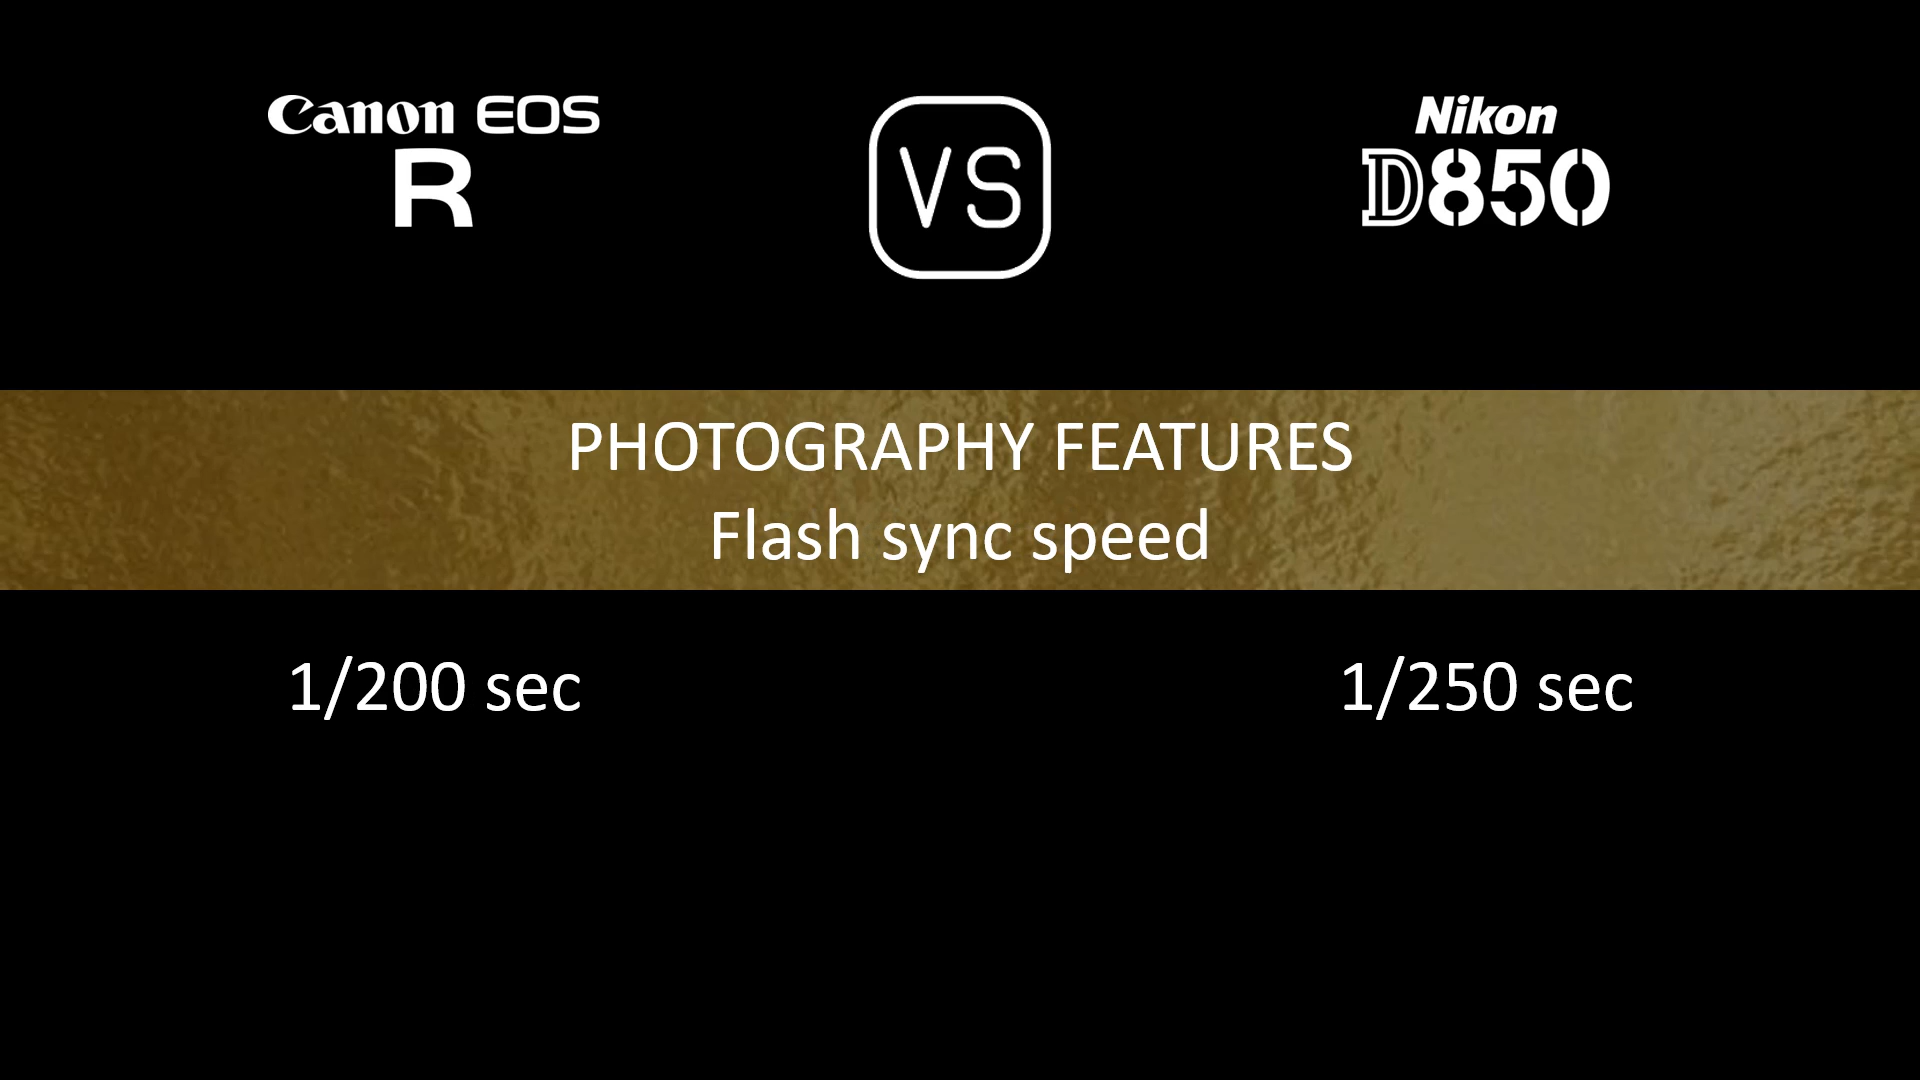 Canon EOS
R
VS
Nikon
D850
PHOTOGRAPHY FEATURES
Flash sync speed
1/200 sec
1/250 sec